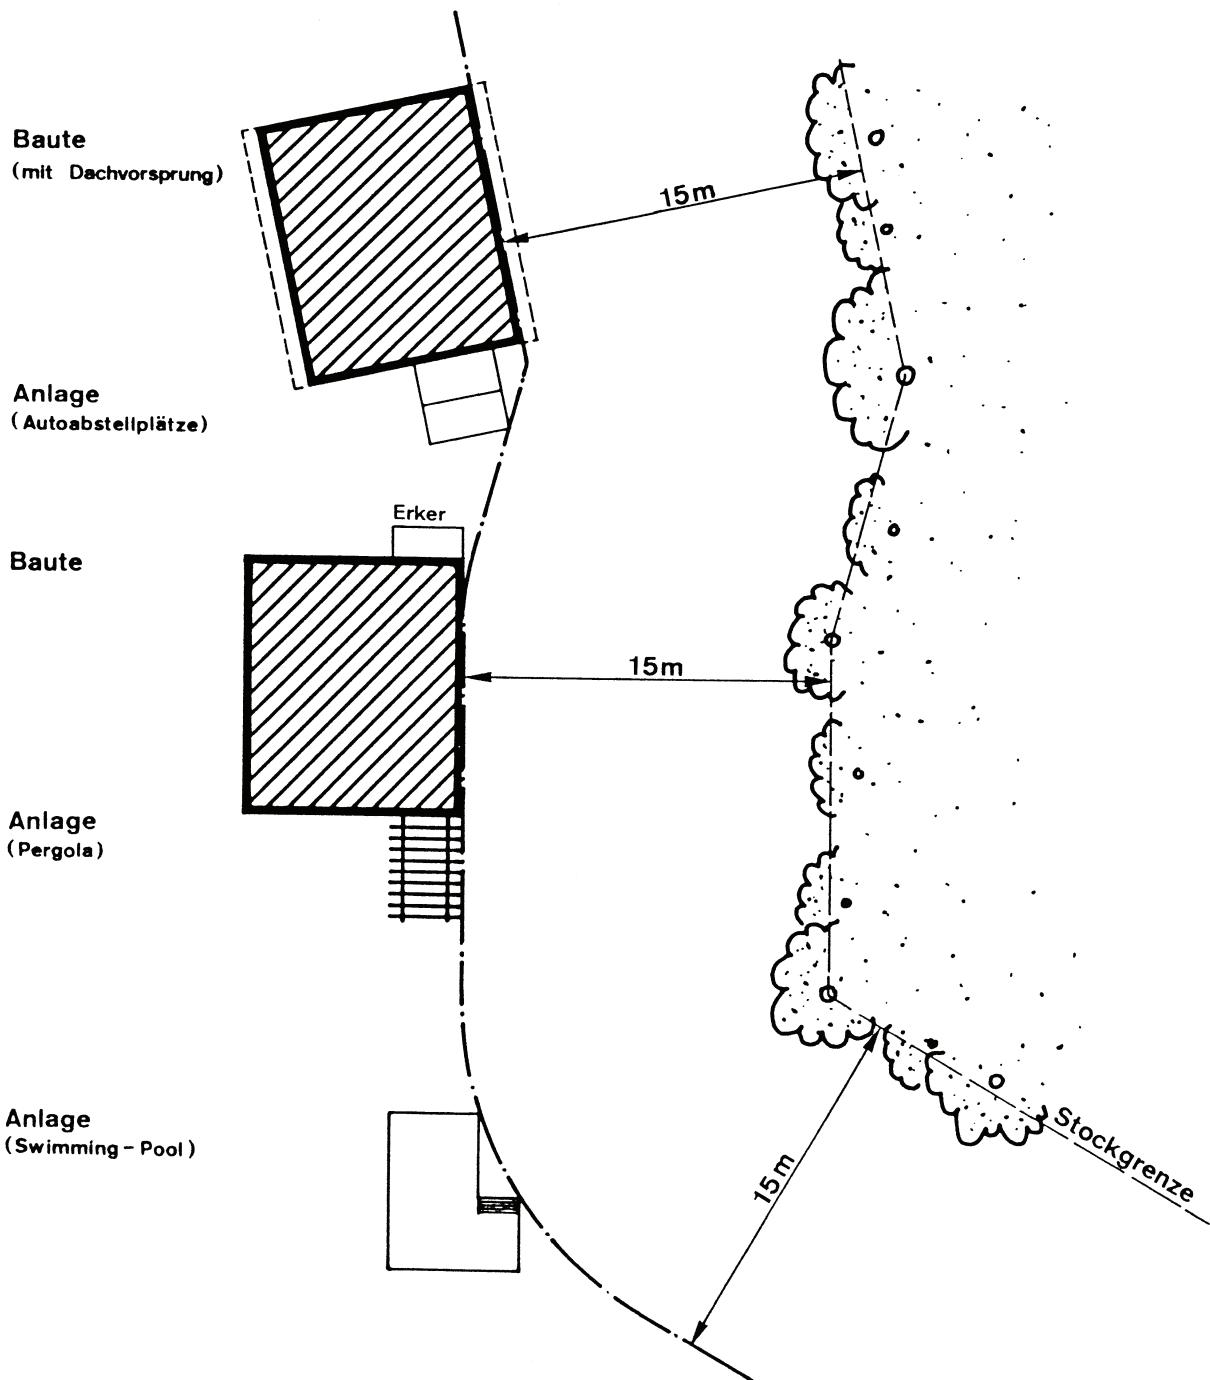 Baute
(mit Dachvorsprung)
15m
Anlage
(Autoabstellplätze)
Erker
Baute
15m
Anlage
(Pergola)
Anlage
(Swimming-Pool)
15m
Stockgrenze